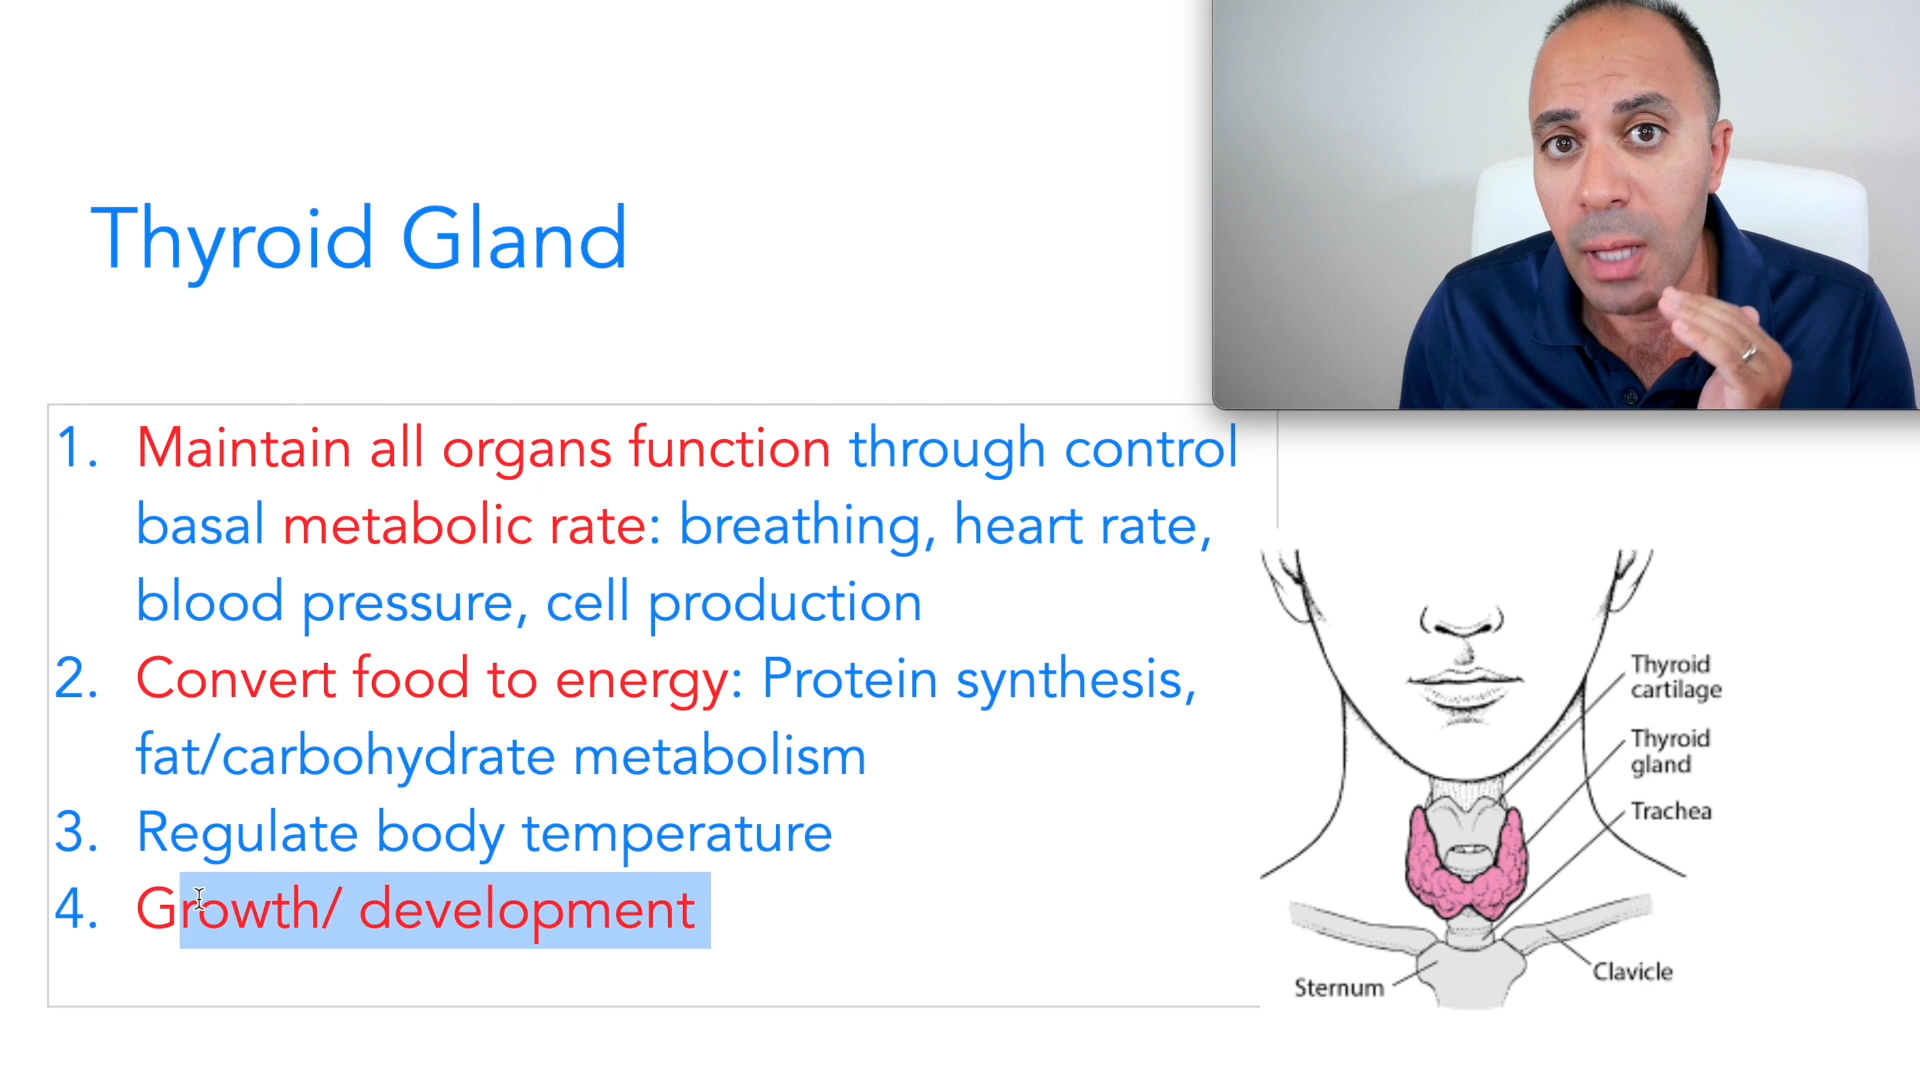 Thyroid Gland
1. Maintain all organs function through control
basal metabolic rate: breathing, heart rate,
blood pressure, cell production
2. Convert food to energy: Protein synthesis,
fat/carbohydrate metabolism
3. Regulate body temperature
4. Growth/ development
Thyroid
cartilage
Thyroid
gland
Trachea
Clavicle
Sternum